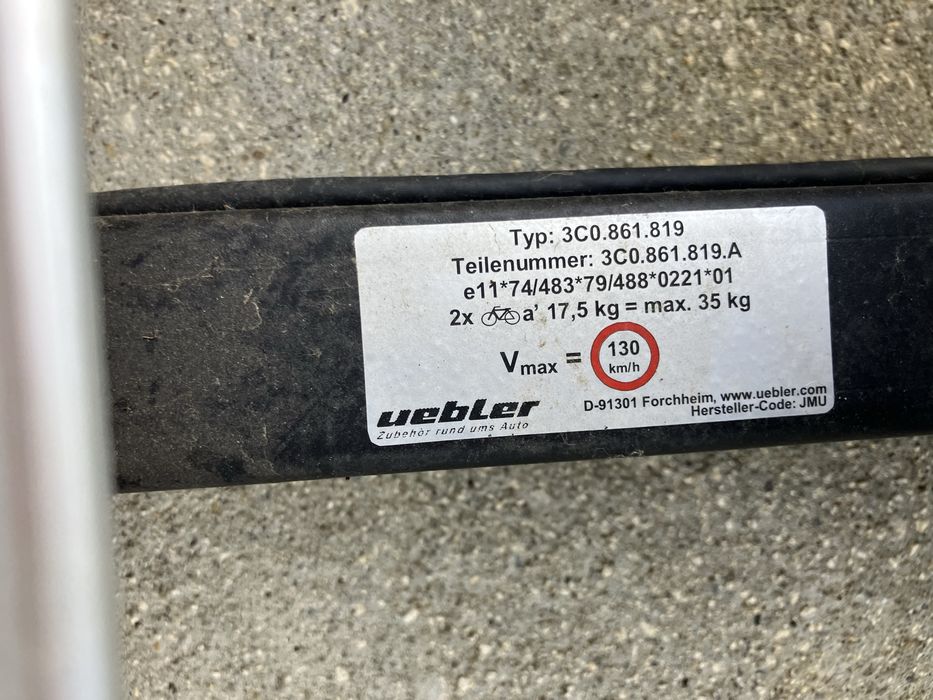 Typ: 3C0.861.819
Teilenummer: 3C0.861.819.A
e11*74/483*79/488*0221*01
2x a' 17,5 kg = max. 35 kg
Vmax = 130 km/h
uebler
Zubehör rund ums Auto
D-91301 Forchheim, www.uebler.com
Hersteller-Code: JMU